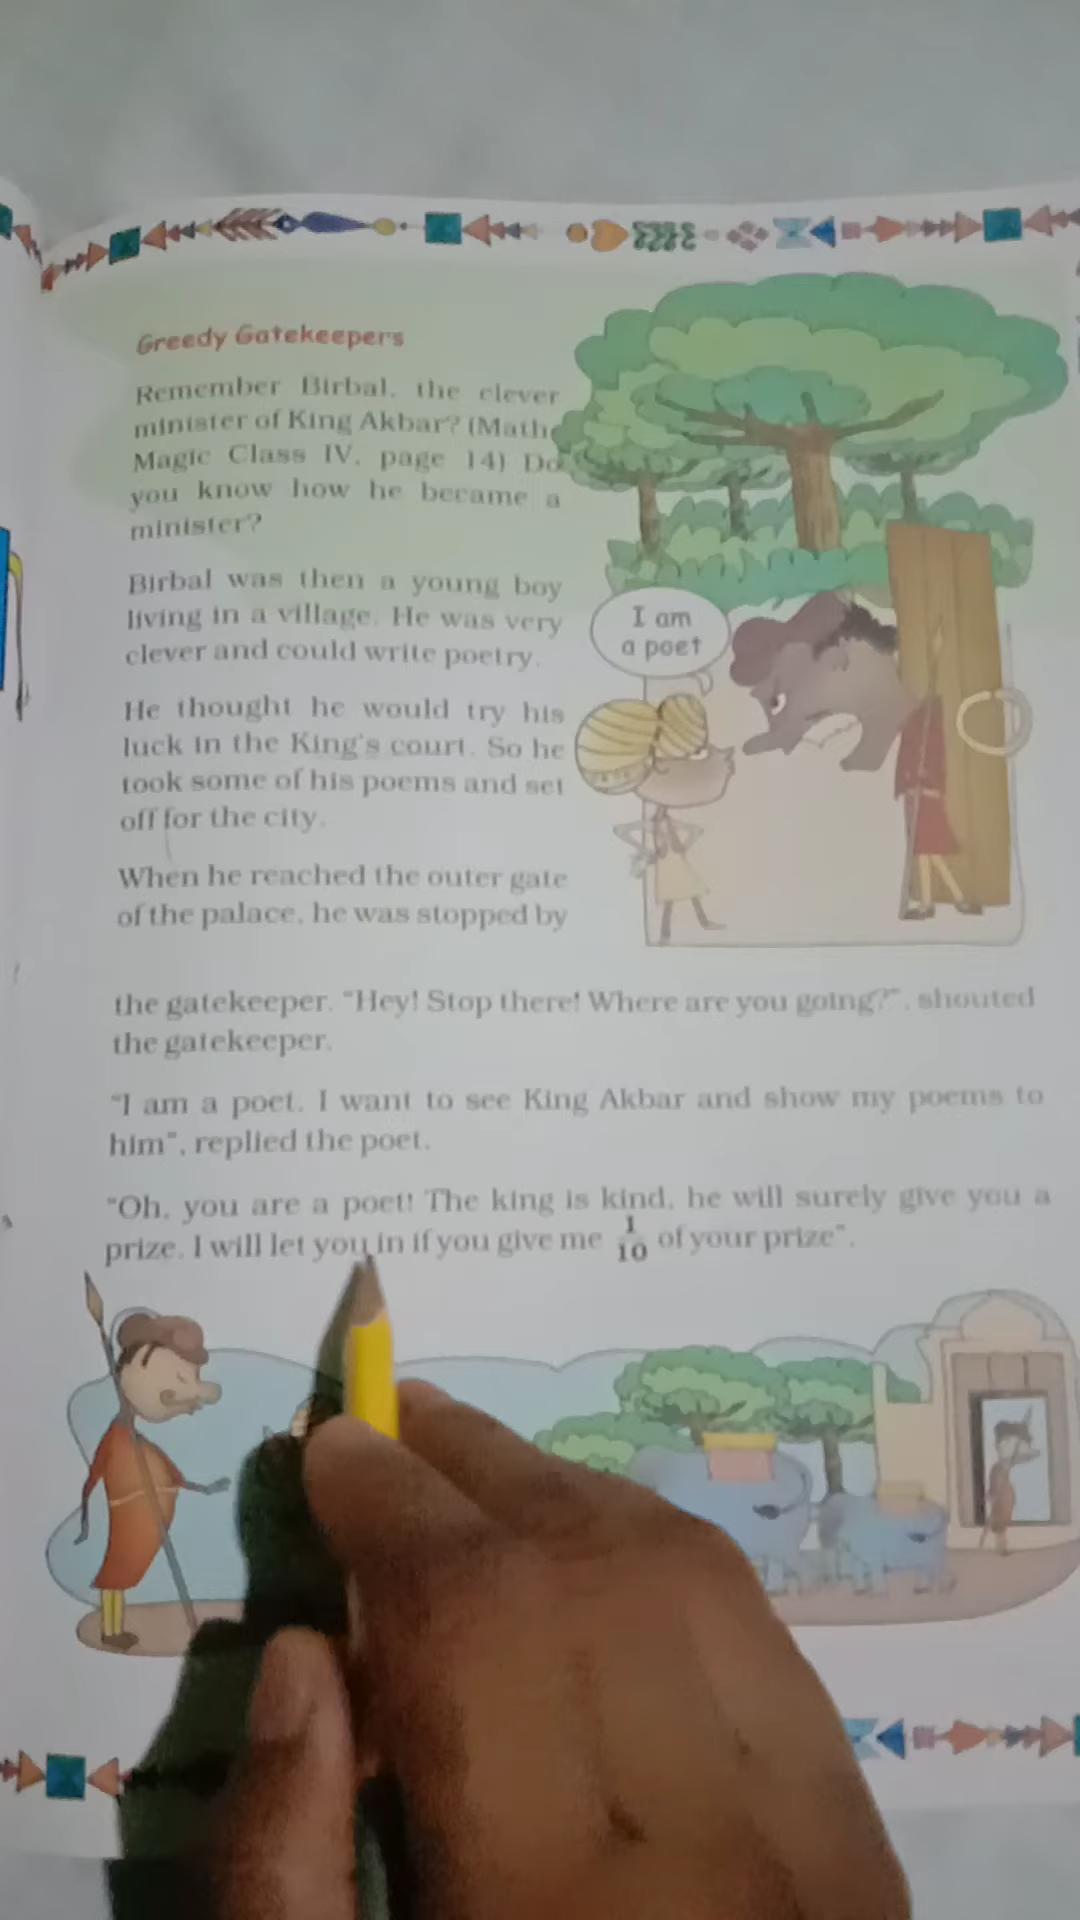 Greedy Gatekeepers
Remember Birbal, the clever
minister of King Akbar? (Math
Magic Class IV, page 14) Do
you know how he became a
minister?
Birbal was then a young boy
living in a village. He was very
clever and could write poetry.
He thought he would try his
luck in the King's court. So he
took some of his poems and set
off for the city.
When he reached the outer gate
of the palace, he was stopped by
I am
a poet
the gatekeeper. "Hey! Stop there! Where are you going?", shouted
the gatekeeper.
"I am a poet. I want to see King Akbar and show my poems to
him", replied the poet.
"Oh, you are a poet! The king is kind, he will surely give you a
prize. I will let you in if you give me 1/10 of your prize".